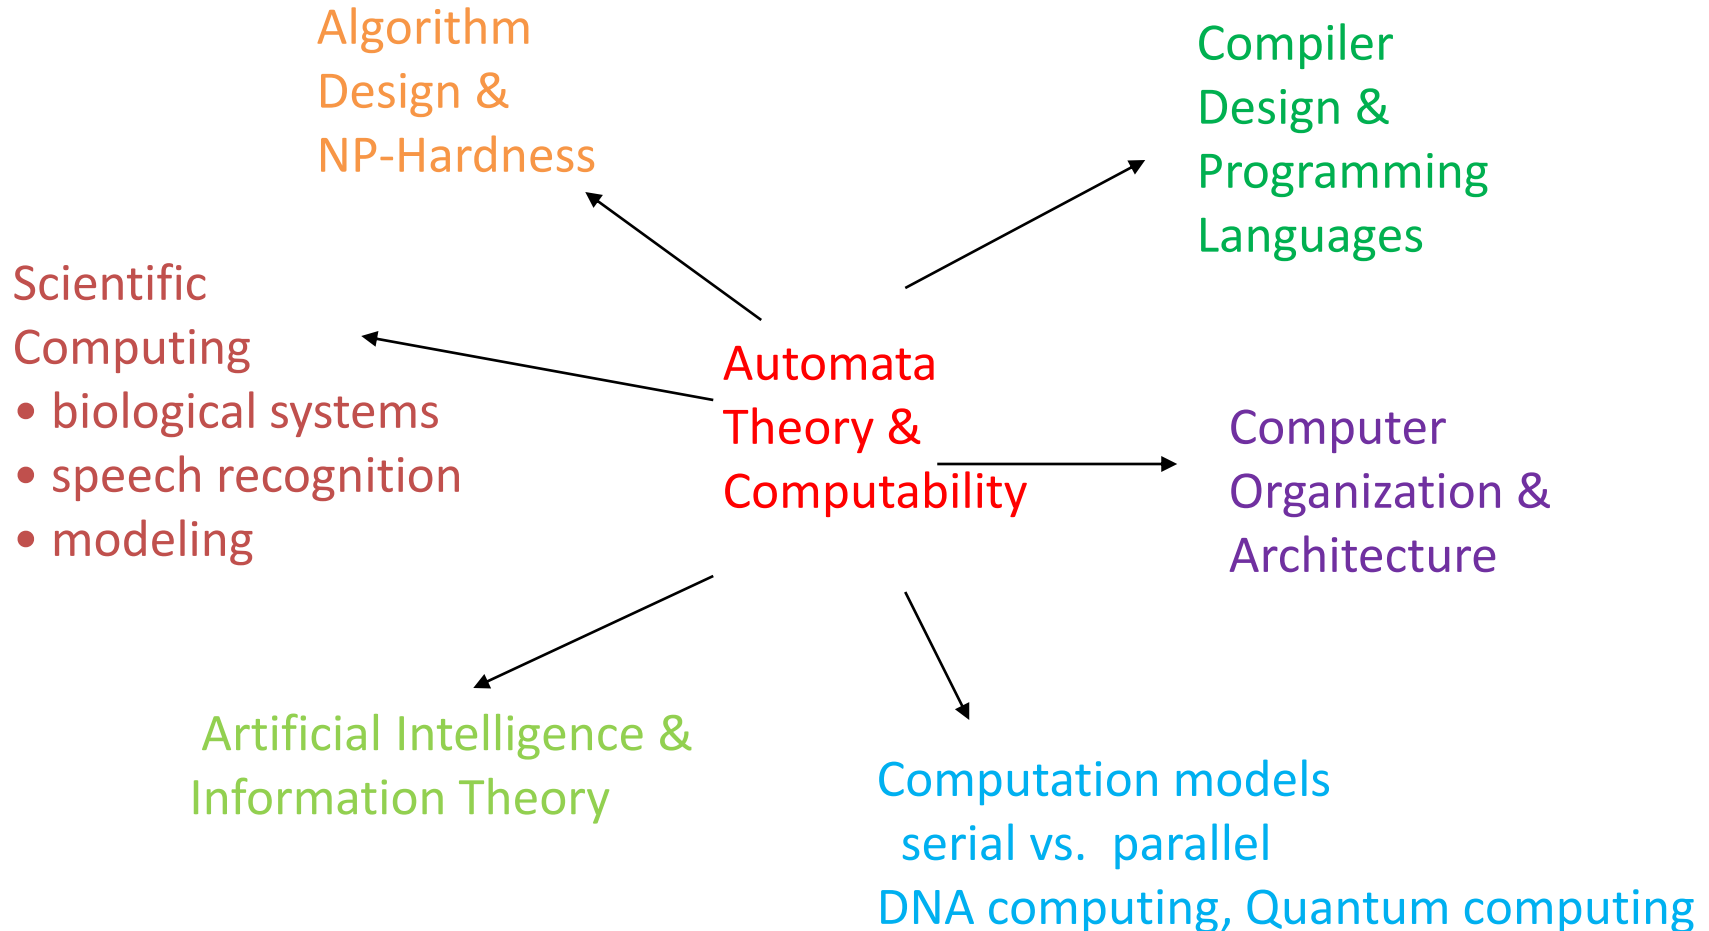 Algorithm
Design &
NP-Hardness
Compiler
Design &
Programming
Languages
Scientific
Computing
• biological systems
• speech recognition
• modeling
Automata
Theory &
Computability
Computer
Organization &
Architecture
Artificial Intelligence &
Information Theory
Computation models
serial vs. parallel
DNA computing, Quantum computing